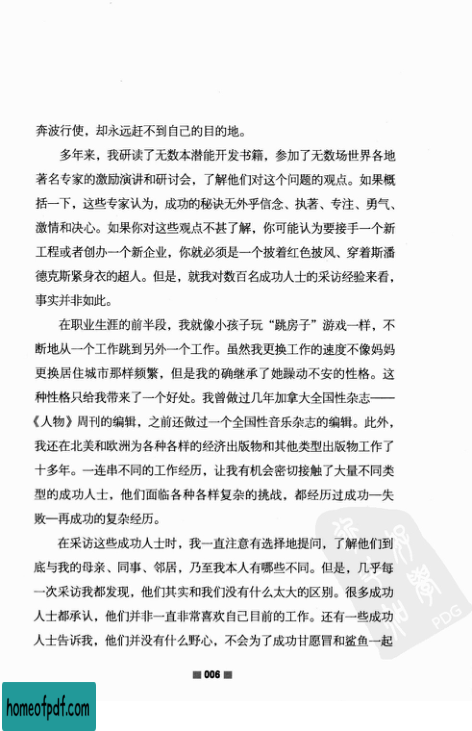 奔波行使，却永远赶不到自己的目的地。
多年来，我研读了无数本潜能开发书籍，参加了无数场世界各地
著名专家的激励演讲和研讨会，了解他们对这个问题的观点。如果概
括一下，这些专家认为，成功的秘诀无外乎信念、执著、专注、勇气、
激情和决心。如果你对这些观点不甚了解，你可能认为要接手一个新
工程或者创办一个新企业，你就必须是一个披着红色披风、穿着斯潘
德克斯紧身衣的超人。但是，就我对数百名成功人士的采访经验来看，
事实并非如此。
在职业生涯的前半段，我就像小孩子玩“跳房子”游戏一样，不
断地从一个工作跳到另外一个工作。虽然我更换工作的速度不像妈妈
更换居住城市那样频繁，但是我的确继承了她躁动不安的性格。这
种性格只给我带来了一个好处。我曾做过几年加拿大全国性杂志——
《人物》周刊的编辑，之前还做过一个全国性音乐杂志的编辑。此外，
我还在北美和欧洲为各种各样的经济出版物和其他类型出版物工作了
十多年。一连串不同的工作经历，让我有机会密切接触了大量不同类
型的成功人士，他们面临各种各样复杂的挑战，都经历过成功—失
败—再成功的复杂经历。
在采访这些成功人士时，我一直注意有选择地提问，了解他们到
底与我的母亲、同事、邻居，乃至我本人有哪些不同。但是，几乎每
一次采访我都发现，他们其实和我们没有什么太大的区别。很多成功
人士都承认，他们并非一直非常喜欢自己目前的工作。还有一些成功
人士告诉我，他们并没有什么野心，不会为了成功甘愿冒和鲨鱼一起
006
PDG
homeofpdf.com